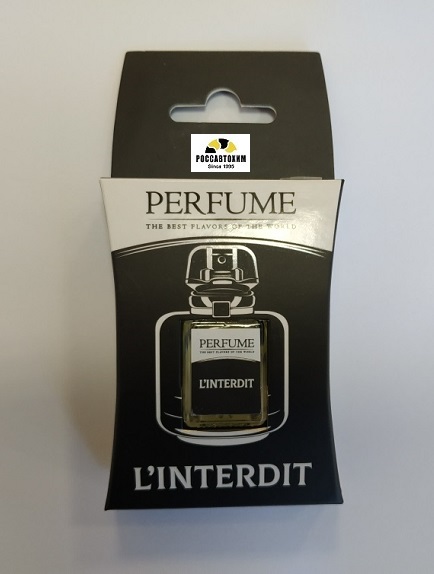 РОССАВТОХИМ
Since 1995
PERFUME
THE BEST FLAVORS OF THE WORLD
PERFUME
THE BEST FLAVORS OF THE WORLD
L'INTERDIT
L'INTERDIT